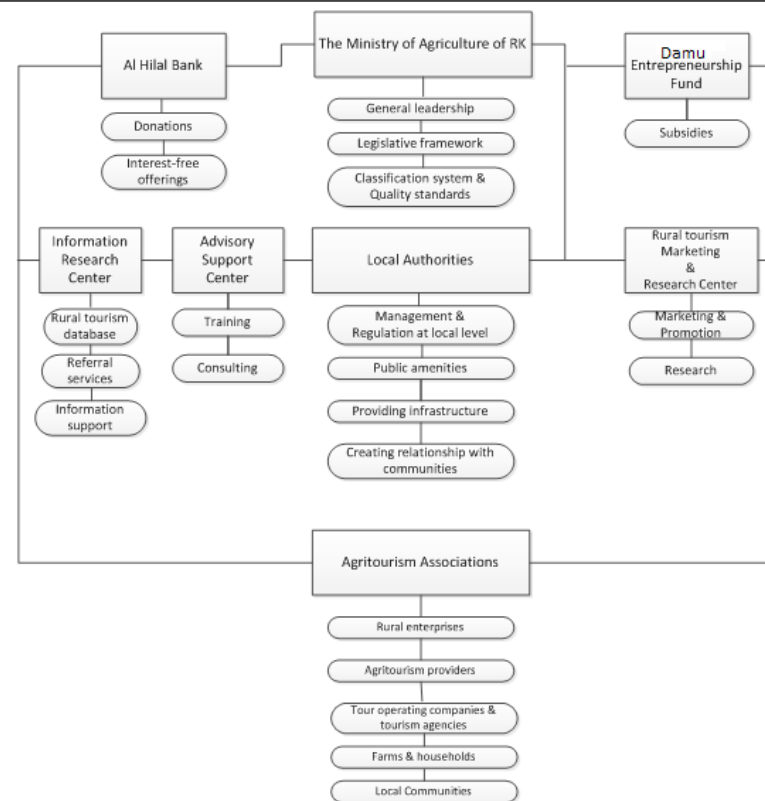 Al Hilal Bank
Donations
Interest-free
offerings
The Ministry of Agriculture of RK
General leadership
Legislative framework
Classification system &
Quality standards
Damu
Entrepreneurship
Fund
Subsidies
Information
Research
Center
Rural tourism
database
Referral
services
Information
support
Advisory
Support
Center
Training
Consulting
Local Authorities
Management &
Regulation at local level
Public amenities
Providing infrastructure
Creating relationship with
communities
Rural tourism
Marketing
&
Research Center
Marketing &
Promotion
Research
Agritourism Associations
Rural enterprises
Agritourism providers
Tour operating companies &
tourism agencies
Farms & households
Local Communities